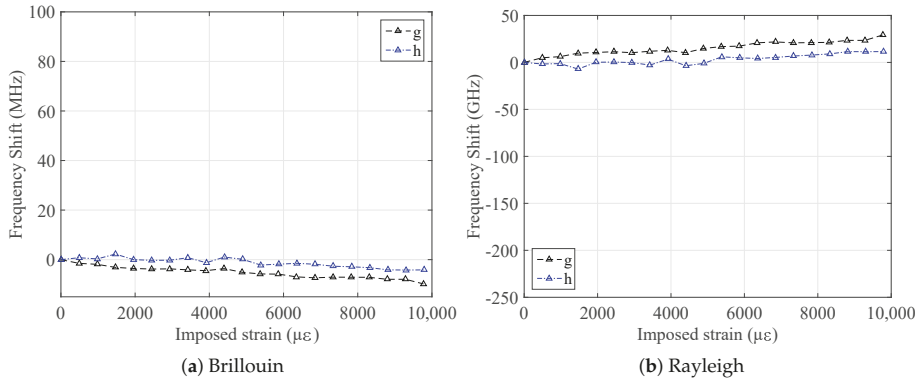 100
80
60
40
20
0
Frequency Shift (MHz)
g
h
0 2000 4000 6000 8000 10,000
Imposed strain (με)
(a) Brillouin
50
0
-50
-100
-150
-200
-250
Frequency Shift (GHz)
g
h
0 2000 4000 6000 8000 10,000
Imposed strain (με)
(b) Rayleigh